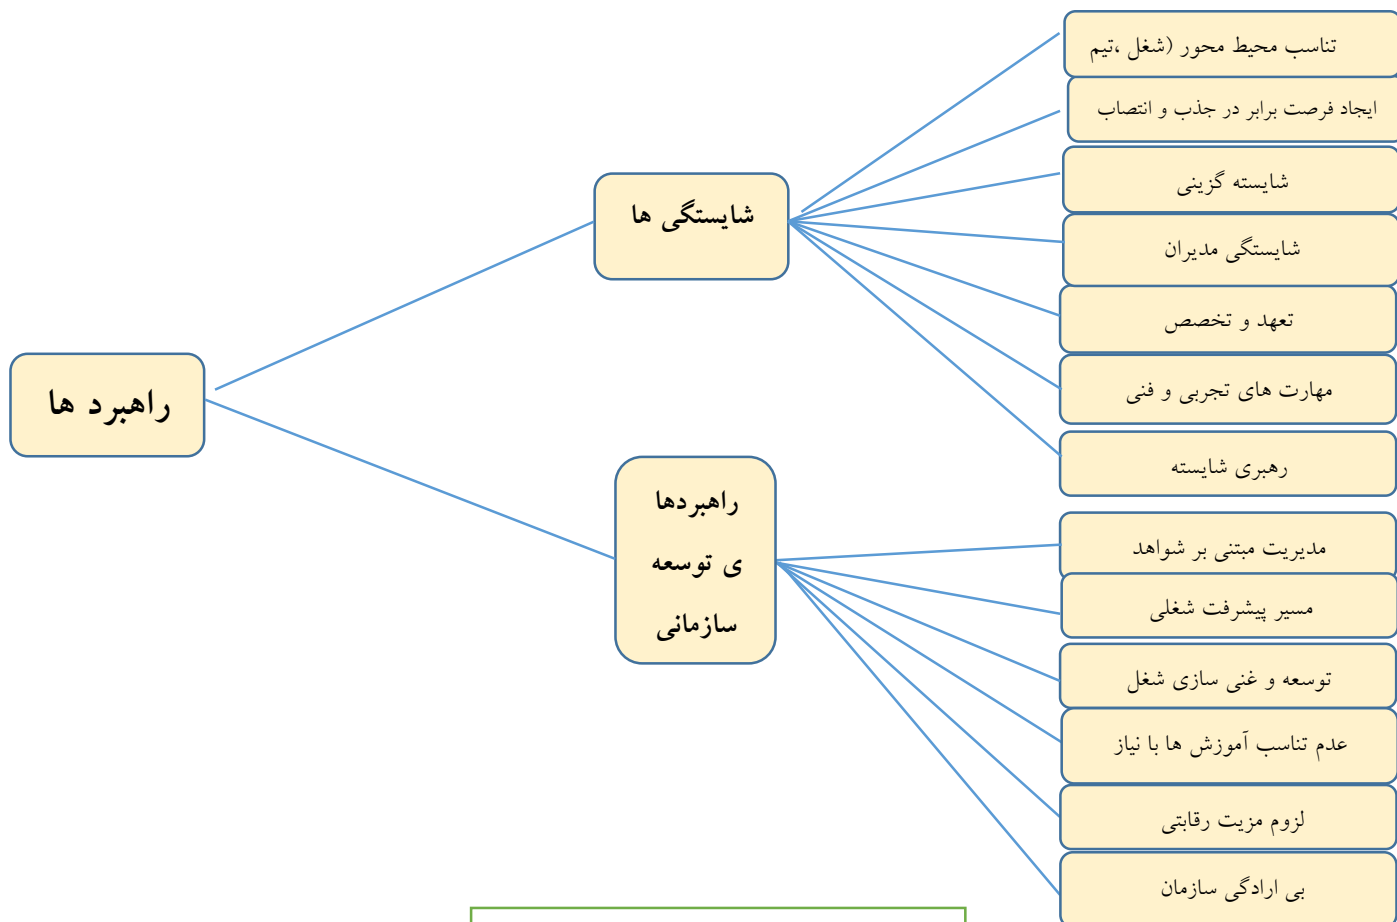 راهبرد ها
شایستگی ها
تناسب محیط محور (شغل ،تیم
ایجاد فرصت برابر در جذب و انتصاب
شایسته گزینی
شایستگی مدیران
تعهد و تخصص
مهارت های تجربی و فنی
رهبری شایسته
راهبردها
ی توسعه
سازمانی
مدیریت مبتنی بر شواهد
مسیر پیشرفت شغلی
توسعه و غنی سازی شغل
عدم تناسب آموزش ها با نیاز
لزوم مزیت رقابتی
بی ارادگی سازمان